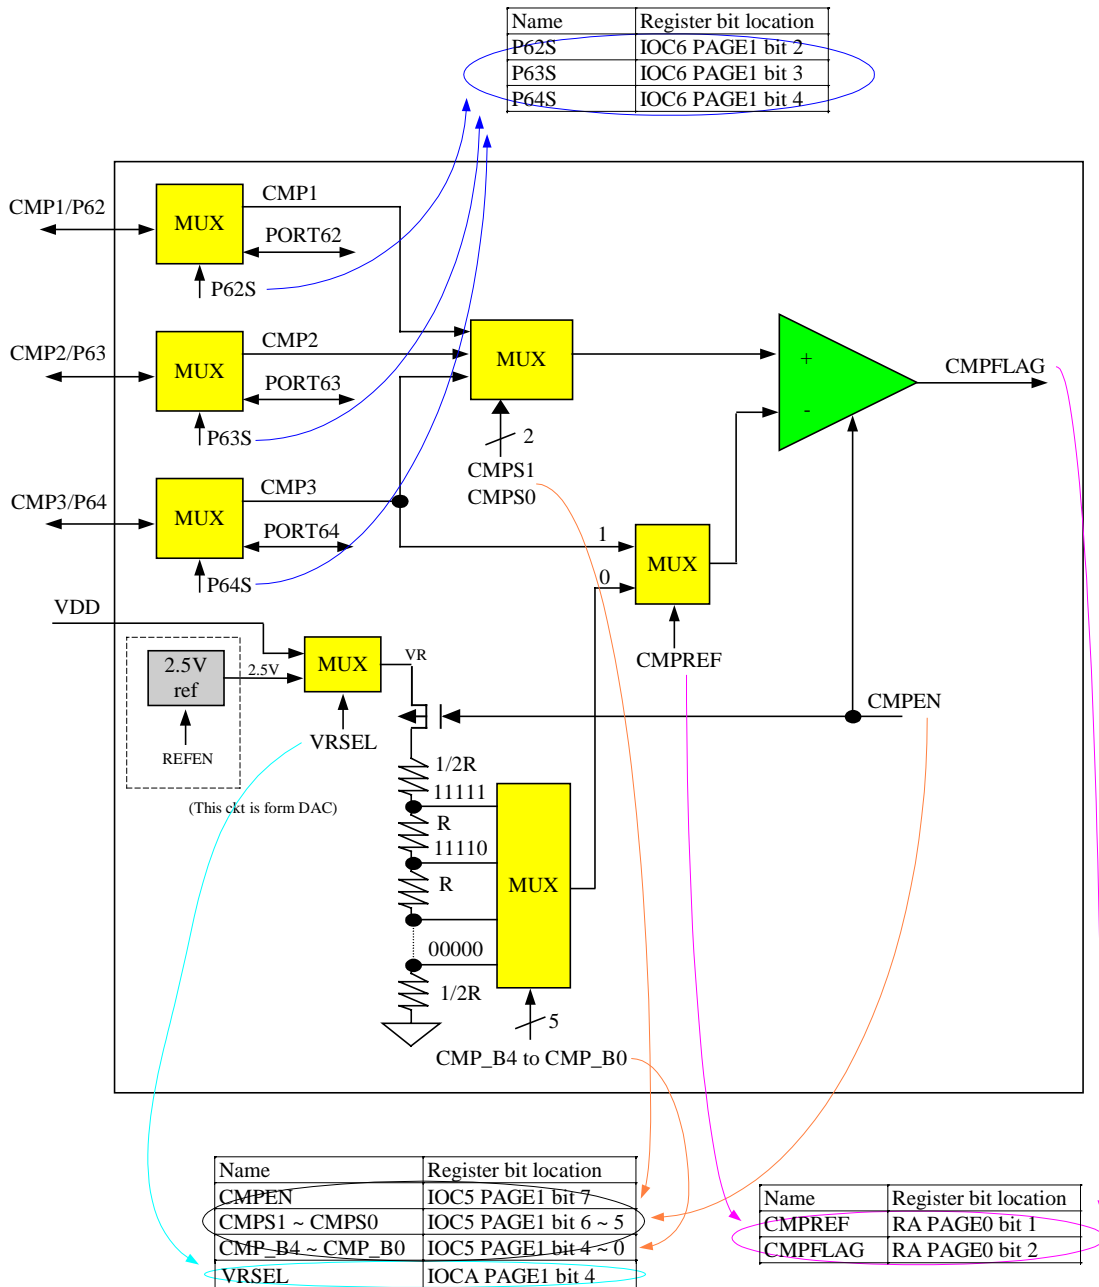 Name Register bit location
P62S IOC6 PAGE1 bit 2
P63S IOC6 PAGE1 bit 3
P64S IOC6 PAGE1 bit 4
CMP1/P62
MUX
CMP1
PORT62
P62S
CMP2/P63
MUX
CMP2
PORT63
P63S
CMP3/P64
MUX
CMP3
PORT64
P64S
MUX
2
CMPS1
CMPS0
+
-
CMPFLAG
1
0
MUX
CMPREF
CMPEN
VDD
2.5V
ref
2.5V
REFEN
MUX
VR
VRSEL
(This ckt is form DAC)
1/2R
11111
R
11110
R
00000
1/2R
MUX
5
CMP_B4 to CMP_B0
Name Register bit location
CMPEN IOC5 PAGE1 bit 7
CMPS1 ~ CMPS0 IOC5 PAGE1 bit 6 ~ 5
CMP_B4 ~ CMP_B0 IOC5 PAGE1 bit 4 ~ 0
VRSEL IOCA PAGE1 bit 4
Name Register bit location
CMPREF RA PAGE0 bit 1
CMPFLAG RA PAGE0 bit 2